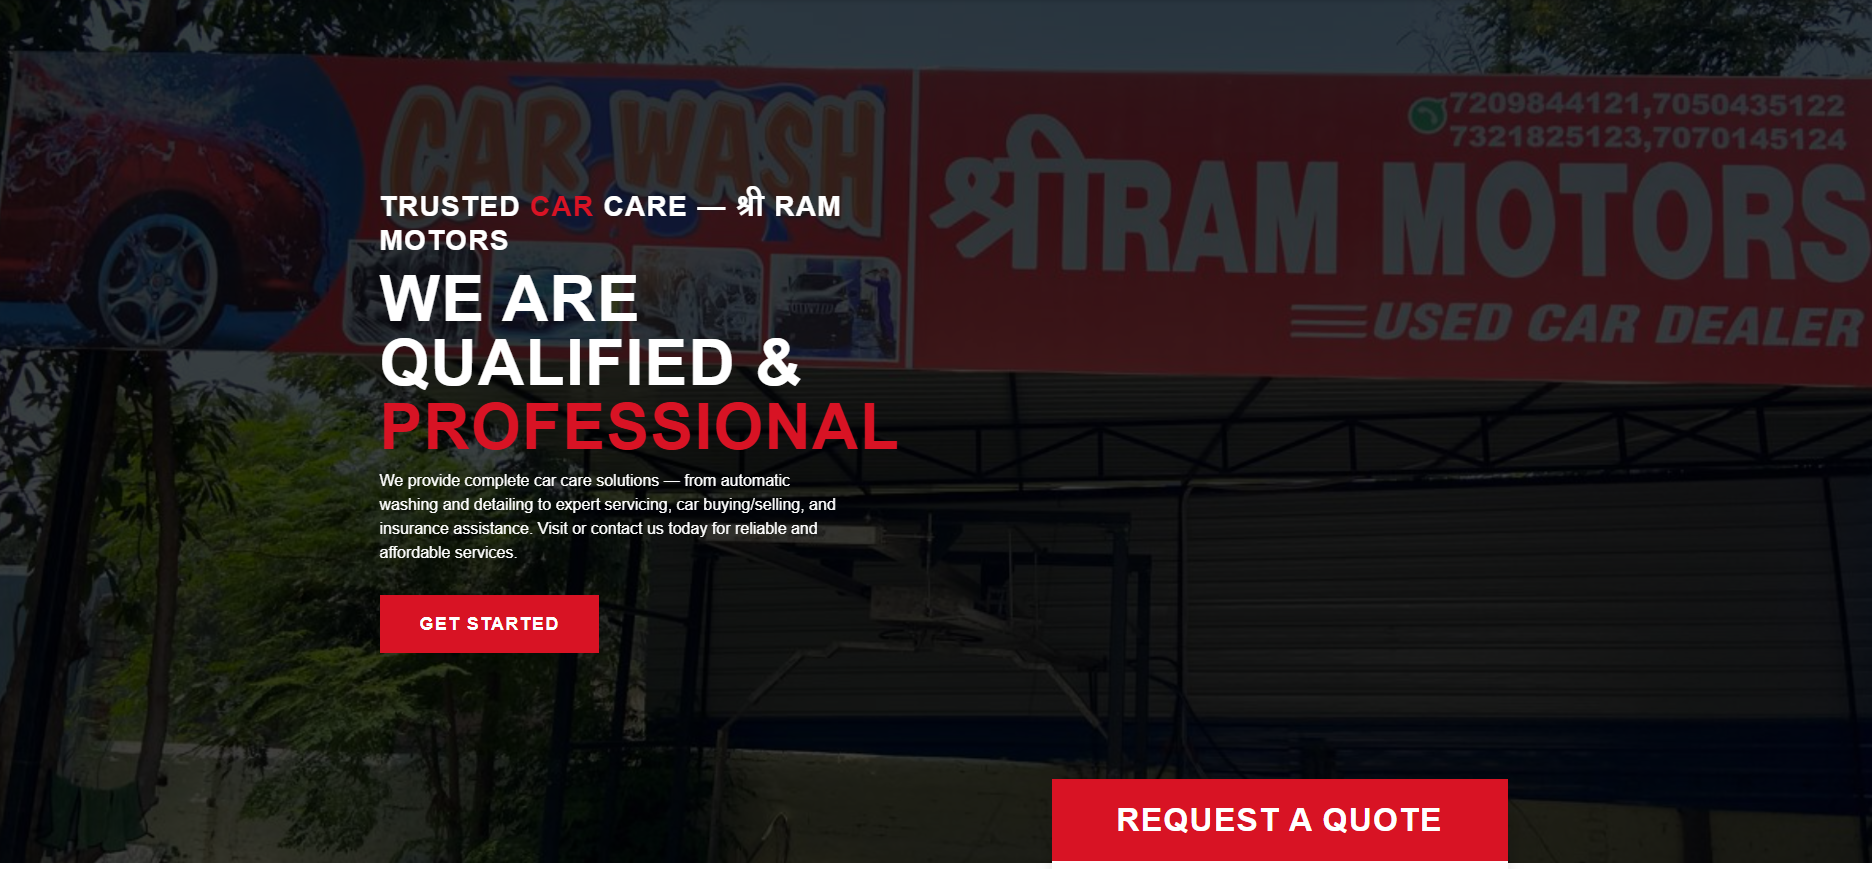 CAR WASH
7209844121,7050435122
7321825123,7070145124
श्रीRAM MOTORS
USED CAR DEALER
TRUSTED CAR CARE — श्री RAM
MOTORS
WE ARE
QUALIFIED &
PROFESSIONAL
We provide complete car care solutions — from automatic
washing and detailing to expert servicing, car buying/selling, and
insurance assistance. Visit or contact us today for reliable and
affordable services.
GET STARTED
REQUEST A QUOTE